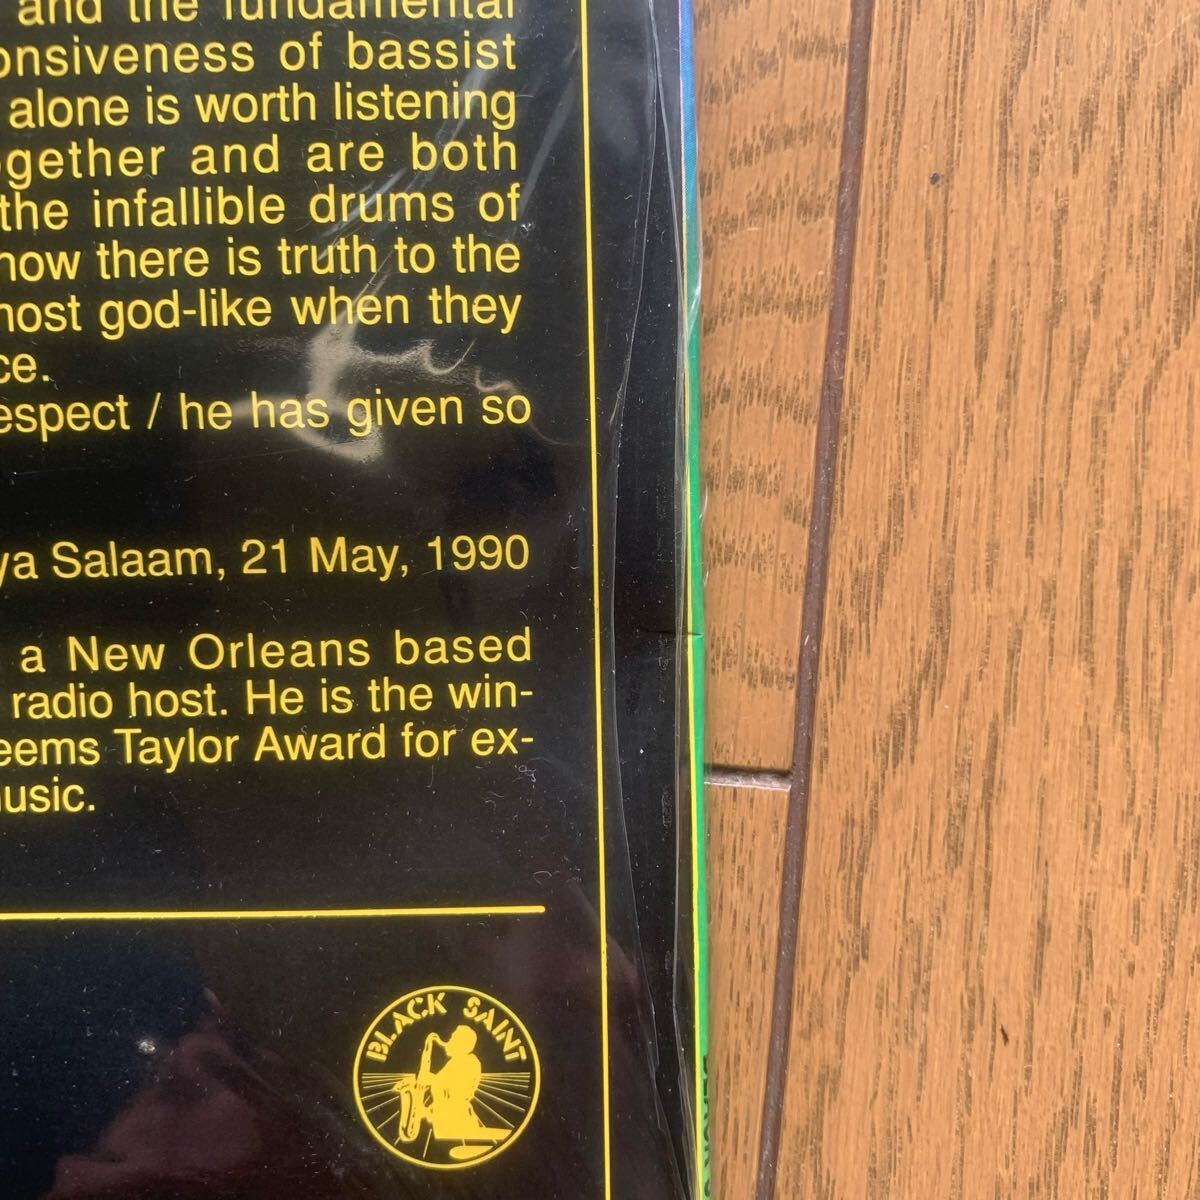 and the fundamental
onsiveness of bassist
alone is worth listening
ogether and are both
the infallible drums of
now there is truth to the
most god-like when they
ce.
espect / he has given so
ya Salaam, 21 May, 1990
a New Orleans based
radio host. He is the win-
eems Taylor Award for ex-
music.
BLACK SAINT